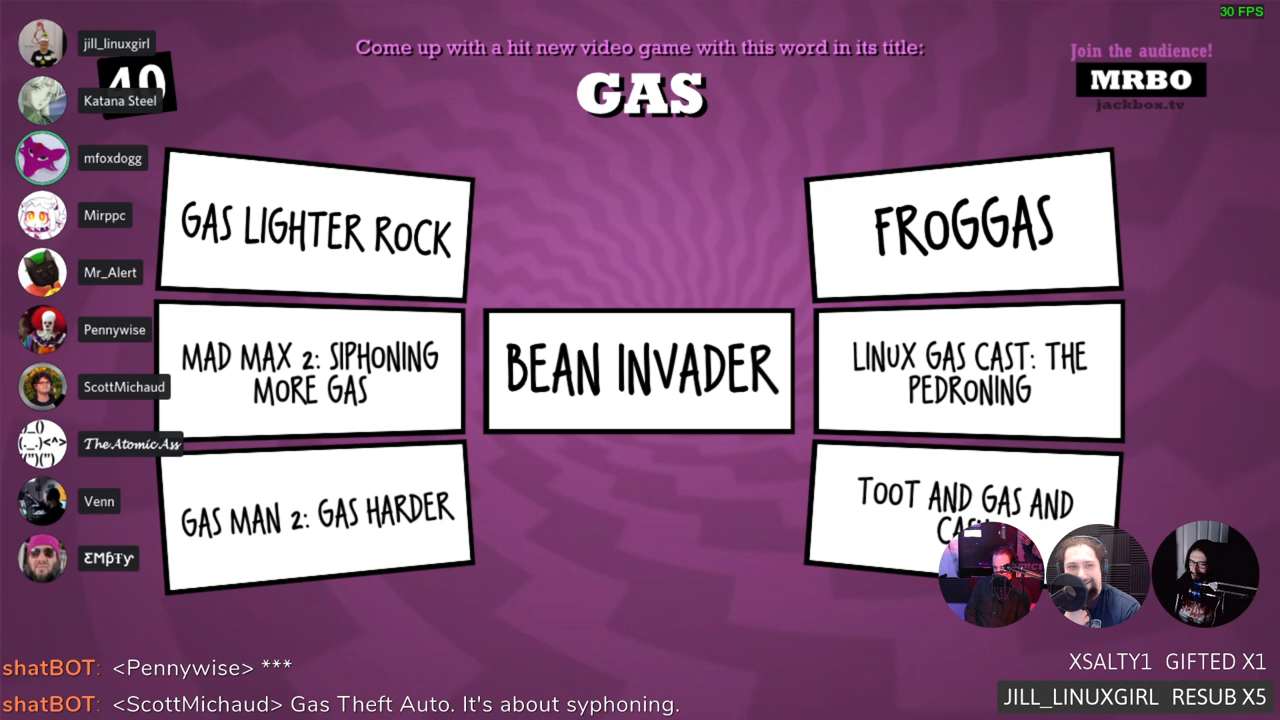 30 FPS
jill_linuxgirl
Katana Steel
mfoxdogg
Mirppc
Mr_Alert
Pennywise
ScottMichaud
TheAtomicAss
Venn
ƐMβŦƴ
Come up with a hit new video game with this word in its title:
GAS
Join the audience!
MRBO
jackbox.tv
GAS LIGHTER ROCK
FROGGAS
MAD MAX 2: SIPHONING
MORE GAS
BEAN INVADER
LINUX GAS CAST: THE
PEDRONING
GAS MAN 2: GAS HARDER
TOOT AND GAS AND
shatBOT: <Pennywise> ***
shatBOT: <ScottMichaud> Gas Theft Auto. It's about syphoning.
XSALTY1 GIFTED X1
JILL_LINUXGIRL RESUB X5